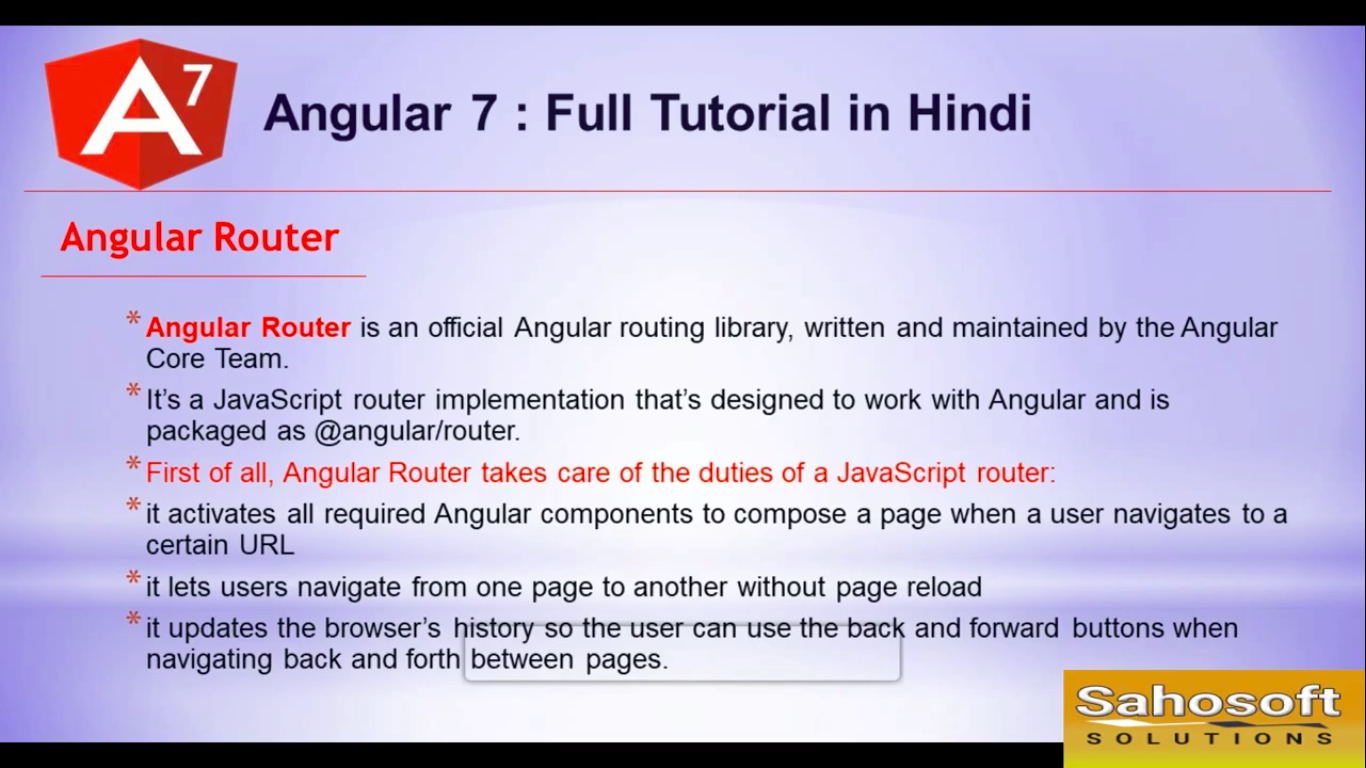 A7
Angular 7 : Full Tutorial in Hindi
Angular Router
* Angular Router is an official Angular routing library, written and maintained by the Angular
Core Team.
* It’s a JavaScript router implementation that’s designed to work with Angular and is
packaged as @angular/router.
* First of all, Angular Router takes care of the duties of a JavaScript router:
* it activates all required Angular components to compose a page when a user navigates to a
certain URL
* it lets users navigate from one page to another without page reload
* it updates the browser’s history so the user can use the back and forward buttons when
navigating back and forth between pages.
Sahosoft
SOLUTIONS